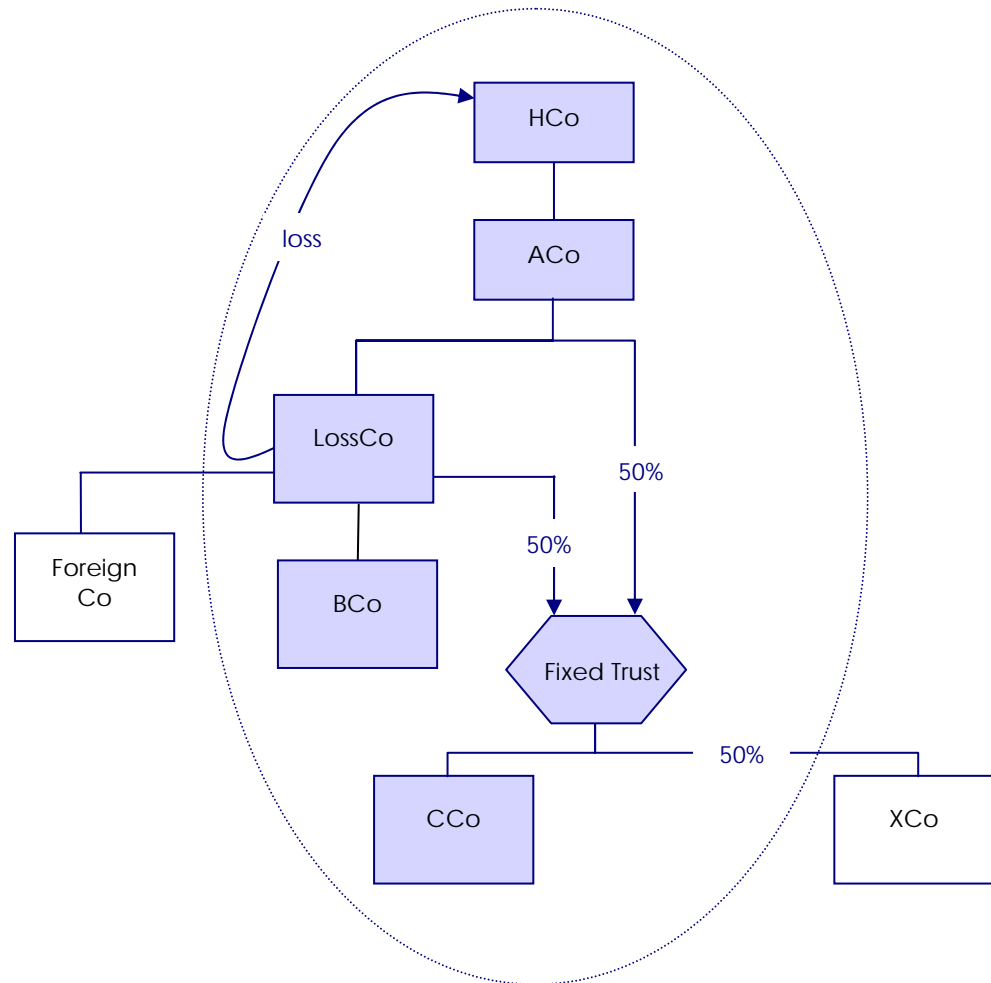 HCo
ACo
loss
LossCo
50%
50%
Foreign
Co
BCo
Fixed Trust
50%
CCo
XCo